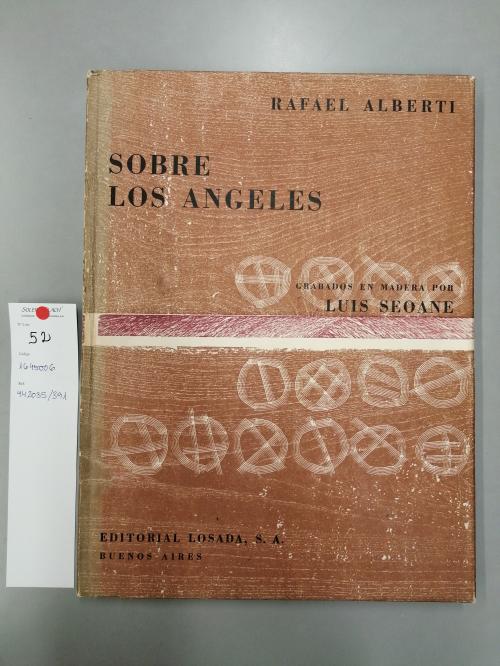 RAFAEL ALBERTI
SOBRE
LOS ANGELES
GRABADOS EN MADERA POR
LUIS SEOANE
EDITORIAL LOSADA, S. A.
BUENOS AIRES
52